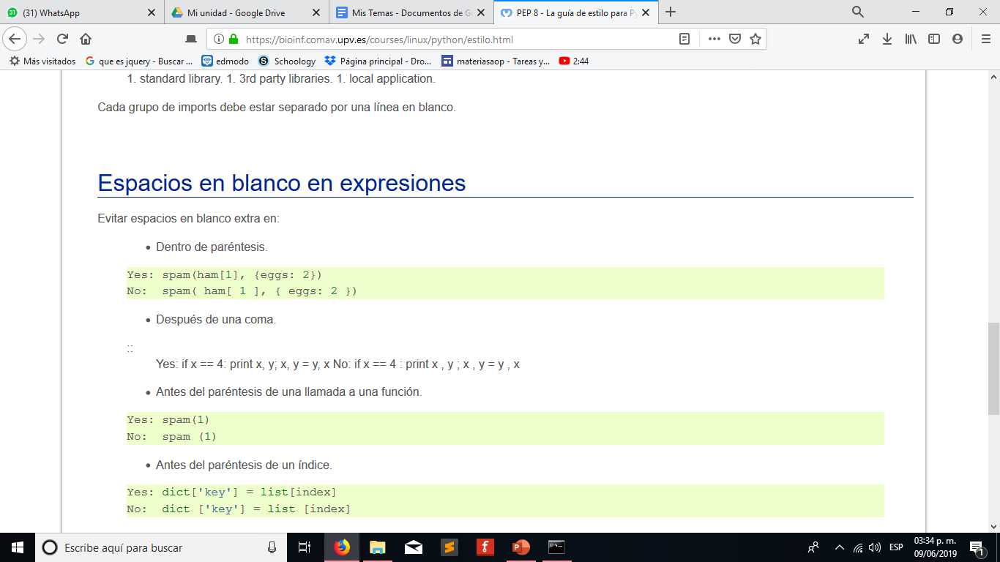 (31) WhatsApp
Mi unidad - Google Drive
Mis Temas - Documentos de G
PEP 8 - La guía de estilo para Py
https://bioinf.comav.upv.es/courses/linux/python/estilo.html
Más visitados
que es jquery - Buscar ...
edmodo
Schoology
Página principal - Dro...
materiasaop - Tareas y...
2:44
1. standard library. 1. 3rd party libraries. 1. local application.
Cada grupo de imports debe estar separado por una línea en blanco.
Espacios en blanco en expresiones
Evitar espacios en blanco extra en:
• Dentro de paréntesis.
Yes: spam(ham[1], {eggs: 2})
No:  spam( ham[ 1 ], { eggs: 2 })
• Después de una coma.
::
Yes: if x == 4: print x, y; x, y = y, x No: if x == 4 : print x , y ; x , y = y , x
• Antes del paréntesis de una llamada a una función.
Yes: spam(1)
No:  spam (1)
• Antes del paréntesis de un índice.
Yes: dict['key'] = list[index]
No:  dict ['key'] = list [index]
Escribe aquí para buscar
ESP
03:34 p. m.
09/06/2019
1